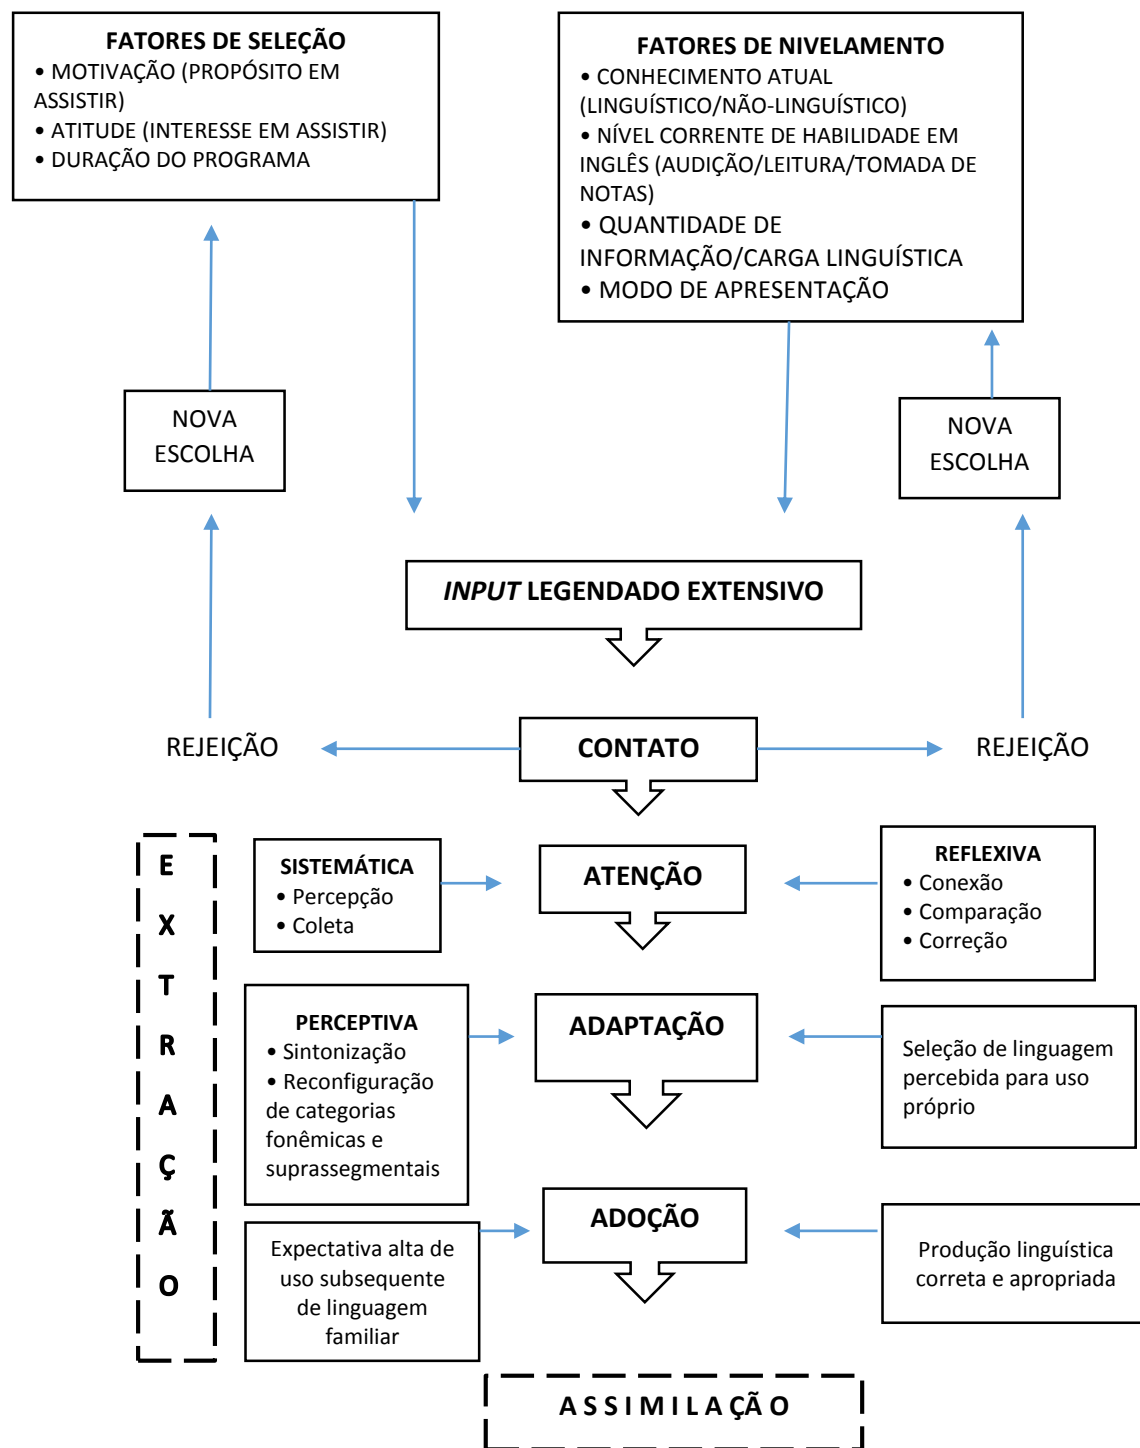 FATORES DE SELEÇÃO
• MOTIVAÇÃO (PROPÓSITO EM
ASSISTIR)
• ATITUDE (INTERESSE EM ASSISTIR)
• DURAÇÃO DO PROGRAMA
FATORES DE NIVELAMENTO
• CONHECIMENTO ATUAL
(LINGUÍSTICO/NÃO-LINGUÍSTICO)
• NÍVEL CORRENTE DE HABILIDADE EM
INGLÊS (AUDIÇÃO/LEITURA/TOMADA DE
NOTAS)
• QUANTIDADE DE
INFORMAÇÃO/CARGA LINGUÍSTICA
• MODO DE APRESENTAÇÃO
NOVA
ESCOLHA
NOVA
ESCOLHA
INPUT LEGENDADO EXTENSIVO
REJEIÇÃO
CONTATO
REJEIÇÃO
E
X
T
R
A
Ç
Ã
O
SISTEMÁTICA
• Percepção
• Coleta
ATENÇÃO
REFLEXIVA
• Conexão
• Comparação
• Correção
PERCEPTIVA
• Sintonização
• Reconfiguração
de categorias
fonêmicas e
suprassegmentais
ADAPTAÇÃO
Seleção de linguagem
percebida para uso
próprio
Expectativa alta de
uso subsequente
de linguagem
familiar
ADOÇÃO
Produção linguística
correta e apropriada
A S S I M I L A ÇÃ O